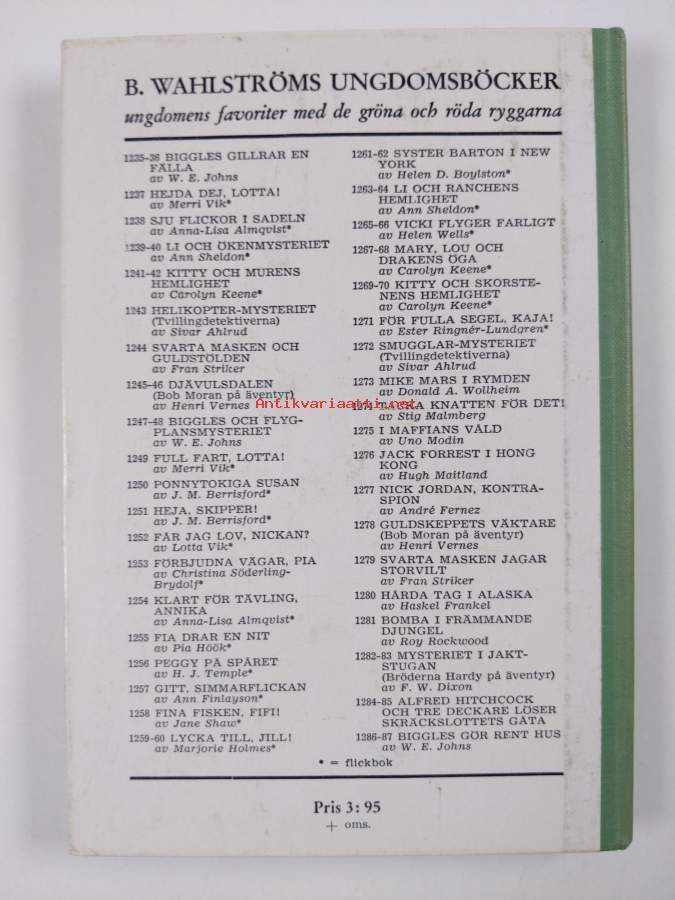 B. WAHLSTRÖMS UNGDOMSBÖCKER
ungdomens favoriter med de gröna och röda ryggarna
1235-36 BIGGLES GILLRAR EN
FÄLLA
av W. E. Johns
1237 HEJDA DEJ, LOTTA!
av Merri Vik*
1238 SJU FLICKOR I SADELN
av Anna-Lisa Almqvist*
1239-40 LI OCH ÖKENMYSTERIET
av Ann Sheldon*
1241-42 KITTY OCH MURENS
HEMLIGHET
av Carolyn Keene*
1243 HELIKOPTER-MYSTERIET
(Tvillingdetektiverna)
av Sivar Ahlrud
1244 SVARTA MASKEN OCH
GULDSTÖLDEN
av Fran Striker
1245-46 DJÄVULSDALEN
(Bob Moran på äventyr)
av Henri Vernes
1247-48 BIGGLES OCH FLYG-
PLANSMYSTERIET
av W. E. Johns
1249 FULL FART, LOTTA!
av Merri Vik*
1250 PONNYTOKIGA SUSAN
av J. M. Berrisford*
1251 HEJA, SKIPPER!
av J. M. Berrisford*
1252 FÅR JAG LOV, NICKAN?
av Lotta Vik*
1253 FÖRBJUDNA VÄGAR, PIA
av Christina Söderling-
Brydolf*
1254 KLART FÖR TÄVLING,
ANNIKA
av Anna-Lisa Almqvist*
1255 FIA DRAR EN NIT
av Pia Höök*
1256 PEGGY PÅ SPÅRET
av H. J. Temple*
1257 GITT, SIMMARFLICKAN
av Ann Finlayson*
1258 FINA FISKEN, FIFI!
av Jane Shaw*
1259-60 LYCKA TILL, JILL!
av Marjorie Holmes*
1261-62 SYSTER BARTON I NEW
YORK
av Helen D. Boylston*
1263-64 LI OCH RANCHENS
HEMLIGHET
av Ann Sheldon*
1265-66 VICKI FLYGER FARLIGT
av Helen Wells*
1267-68 MARY, LOU OCH
DRAKENS ÖGA
av Carolyn Keene*
1269-70 KITTY OCH SKORSTE-
NENS HEMLIGHET
av Carolyn Keene*
1271 FÖR FULLA SEGEL, KAJA!
av Ester Ringnér-Lundgren*
1272 SMUGGLAR-MYSTERIET
(Tvillingdetektiverna)
av Sivar Ahlrud
1273 MIKE MARS I RYMDEN
av Donald A. Wollheim
1274 TACKA KNATTEN FÖR DET!
av Stig Malmberg
1275 I MAFFIANS VÅLD
av Uno Modin
1276 JACK FORREST I HONG
KONG
av Hugh Maitland
1277 NICK JORDAN, KONTRA-
SPION
av André Fernez
1278 GULDSKEPPETS VÄKTARE
(Bob Moran på äventyr)
av Henri Vernes
1279 SVARTA MASKEN JAGAR
STORVILT
av Fran Striker
1280 HÅRDA TAG I ALASKA
av Haskel Frankel
1281 BOMBA I FRÄMMANDE
DJUNGEL
av Roy Rockwood
1282-83 MYSTERIET I JAKT-
STUGAN
(Bröderna Hardy på äventyr)
av F. W. Dixon
1284-85 ALFRED HITCHCOCK
OCH TRE DECKARE LÖSER
SKRÄCKSLOTTETS GÅTA
1286-87 BIGGLES GÖR RENT HUS
av W. E. Johns
* = flickbok
Pris 3: 95
+ oms.
Antikvariaatti.net